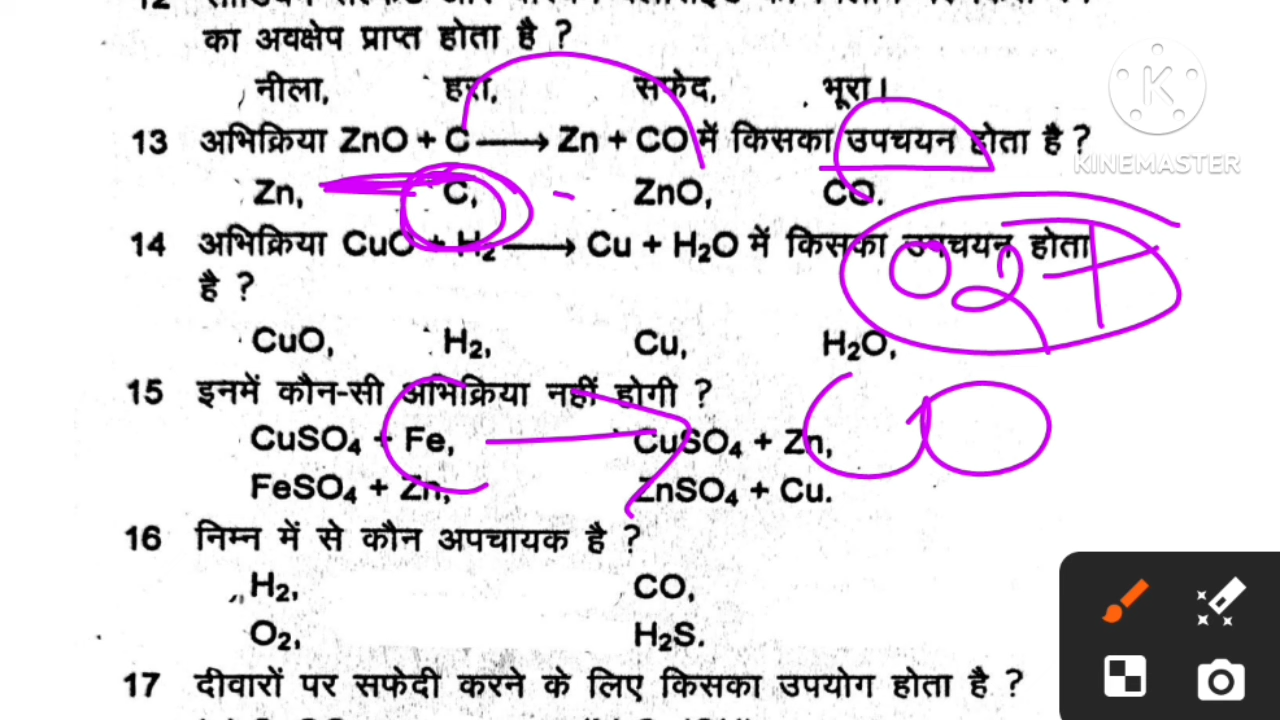 का अवक्षेप प्राप्त होता है ?
नीला, हरा, सफेद, भूरा।
13 अभिक्रिया ZnO + C ⟶ Zn + CO में किसका उपचयन होता है ?
Zn, C, ZnO, CO.
14 अभिक्रिया CuO + H₂ ⟶ Cu + H₂O में किसका उपचयन होता
है ?
CuO, H₂, Cu, H₂O,
15 इनमें कौन-सी अभिक्रिया नहीं होगी ?
CuSO₄ + Fe, CuSO₄ + Zn,
FeSO₄ + Zn, ZnSO₄ + Cu.
16 निम्न में से कौन अपचायक है ?
H₂, CO,
O₂, H₂S.
17 दीवारों पर सफेदी करने के लिए किसका उपयोग होता है ?
K
KINEMASTER
C ⟶ CO